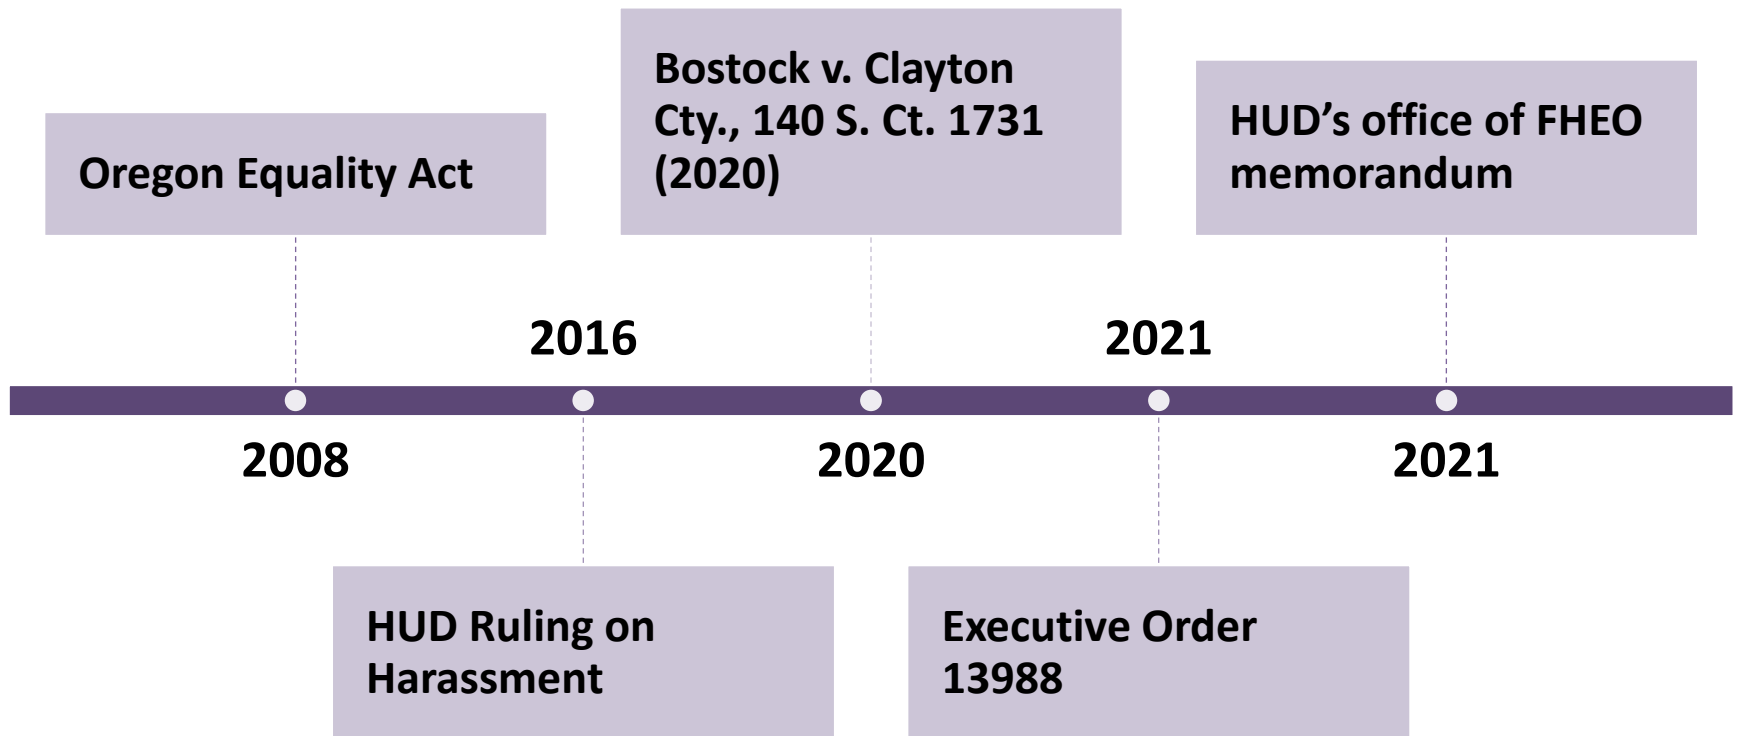 Oregon Equality Act
Bostock v. Clayton
Cty., 140 S. Ct. 1731
(2020)
HUD’s office of FHEO
memorandum
2016
2021
2008
2020
2021
HUD Ruling on
Harassment
Executive Order
13988